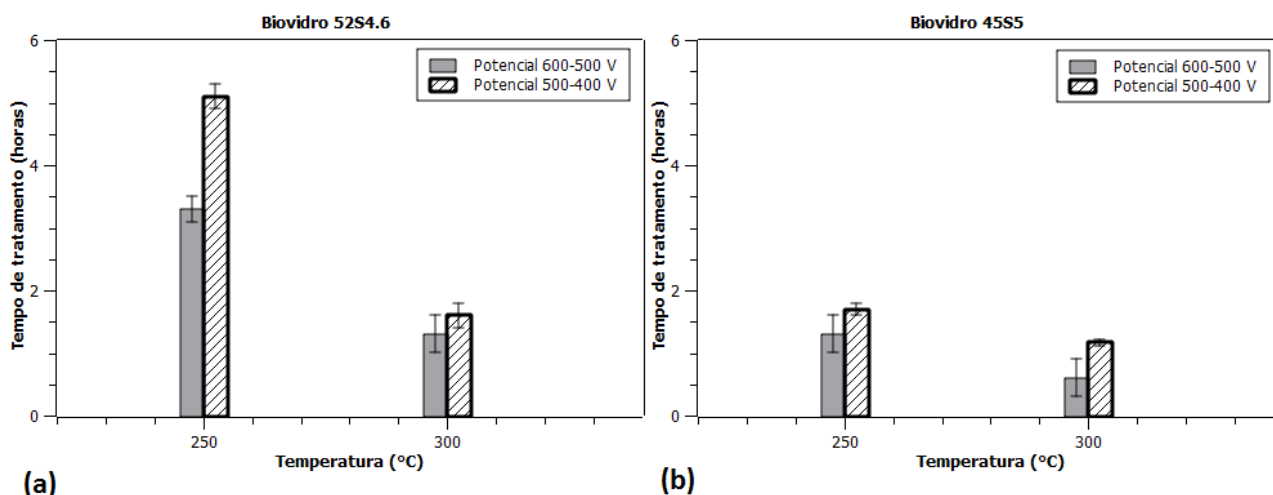 Biovidro 52S4.6
6
4
2
0
Tempo de tratamento (horas)
Potencial 600-500 V
Potencial 500-400 V
250
300
Temperatura (°C)
(a)
Biovidro 45S5
6
4
2
0
Tempo de tratamento (horas)
Potencial 600-500 V
Potencial 500-400 V
250
300
Temperatura (°C)
(b)